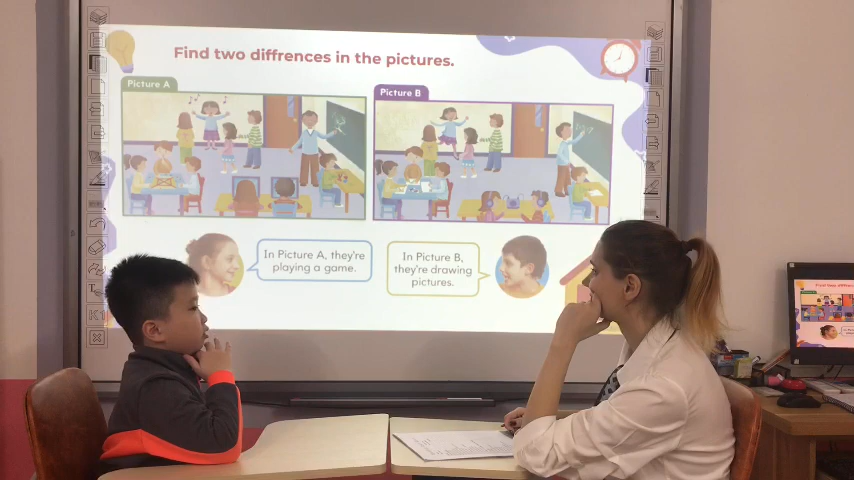 Find two diffrences in the pictures.
Picture A
Picture B
In Picture A, they're
playing a game.
In Picture B,
they're drawing
pictures.